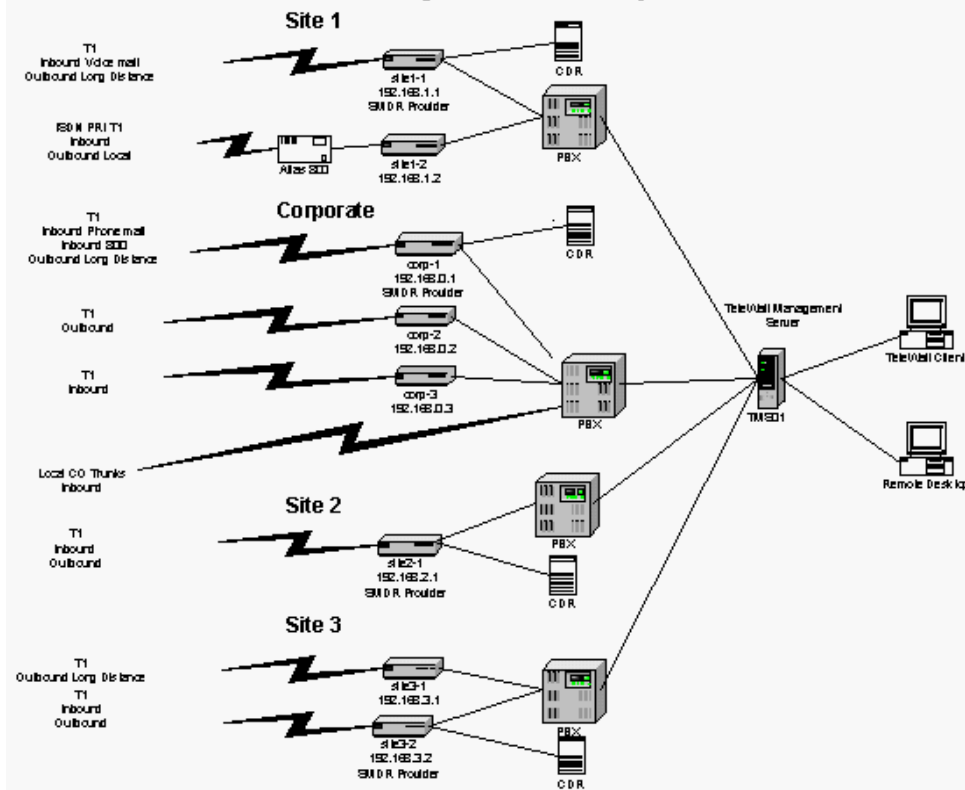 Site 1
T1
Inbound Voice mail
Outbound Long Distance
site1-1
192.168.1.1
SMDR Provider
CDR
ISDN PRI T1
Inbound
Outbound Local
Atlas 800
site1-2
192.168.1.2
PBX
Corporate
T1
Inbound Phonemail
Inbound 800
Outbound Long Distance
corp-1
192.168.0.1
SMDR Provider
CDR
T1
Outbound
corp-2
192.168.0.2
TeleWall Management
Server
TeleWall Client
T1
Inbound
corp-3
192.168.0.3
PBX
TMS01
Local CO Trunks
Inbound
Remote Desktop
Site 2
T1
Inbound
Outbound
PBX
site2-1
192.168.2.1
SMDR Provider
CDR
Site 3
T1
Outbound Long Distance
site3-1
192.168.3.1
T1
Inbound
Outbound
PBX
site3-2
192.168.3.2
SMDR Provider
CDR